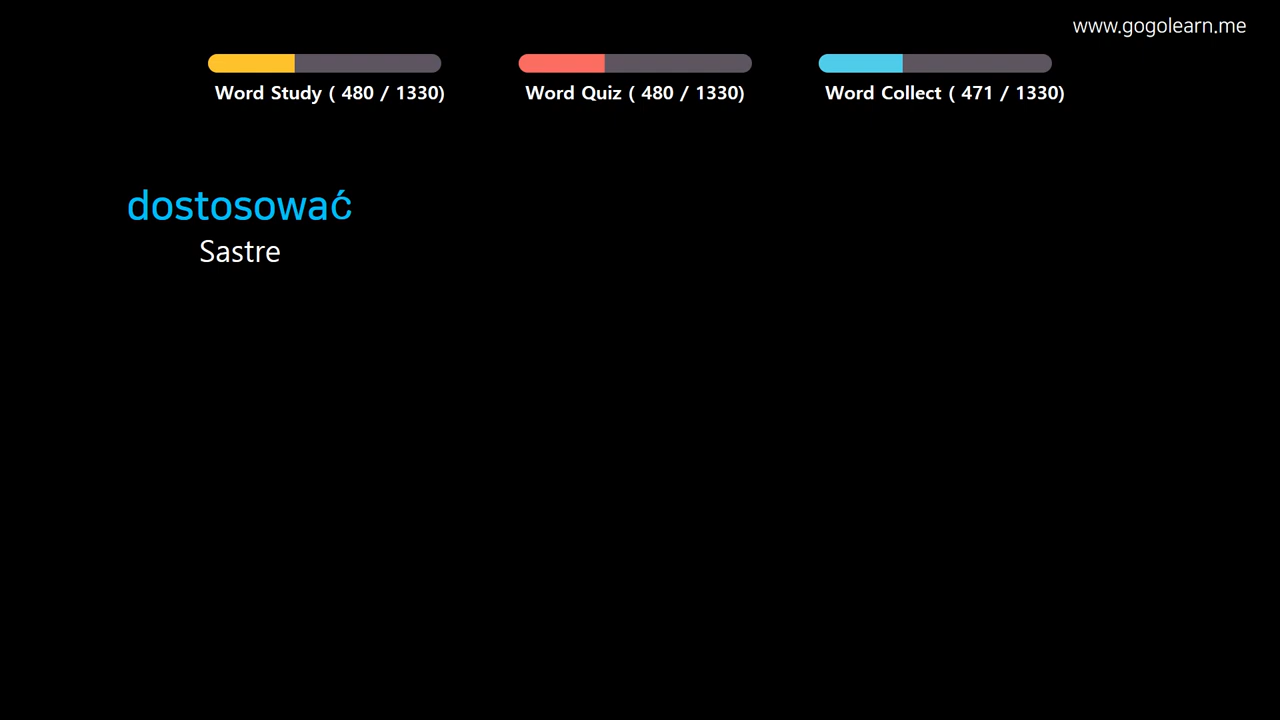 www.gogolearn.me
Word Study ( 480 / 1330)
Word Quiz ( 480 / 1330)
Word Collect ( 471 / 1330)
dostosować
Sastre